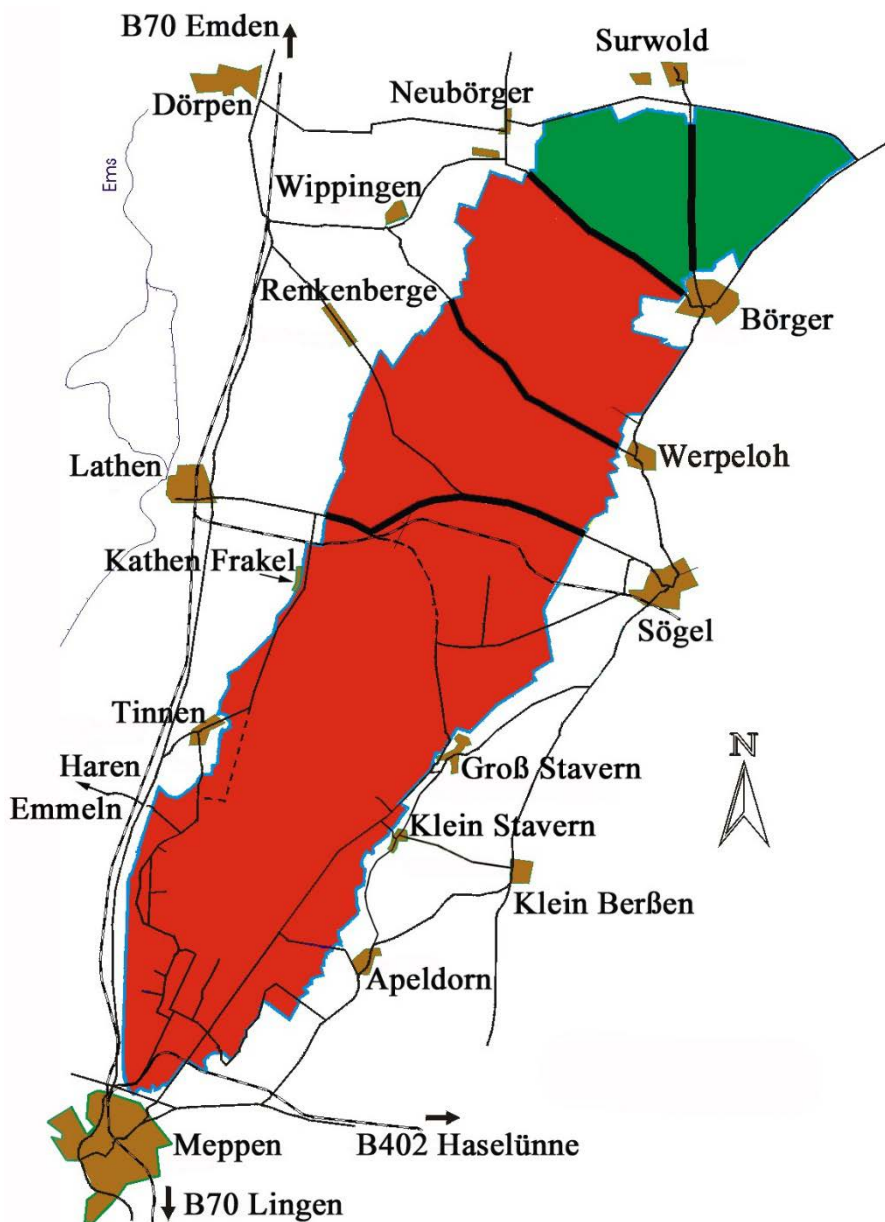 B70 Emden
Surwold
Dörpen
Neubörger
Ems
Wippingen
Renkenberge
Börger
Lathen
Werpeloh
Kathen Frakel
Sögel
Tinnen
N
Haren
Groß Stavern
Emmeln
Klein Stavern
Klein Berßen
Apeldorn
Meppen
B402 Haselünne
B70 Lingen